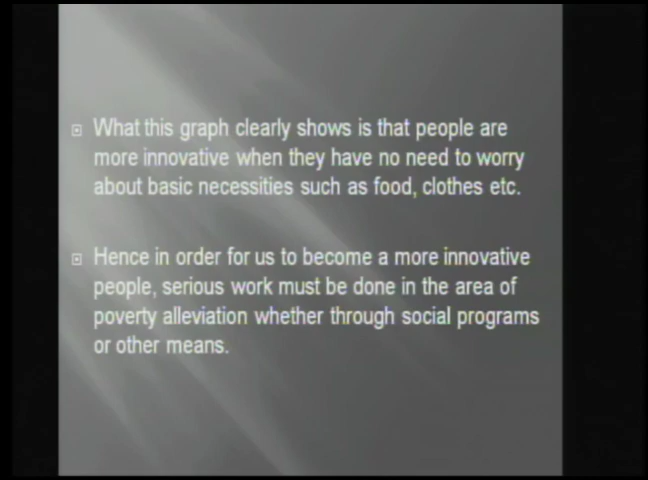 What this graph clearly shows is that people are
more innovative when they have no need to worry
about basic necessities such as food, clothes etc.
Hence in order for us to become a more innovative
people, serious work must be done in the area of
poverty alleviation whether through social programs
or other means.